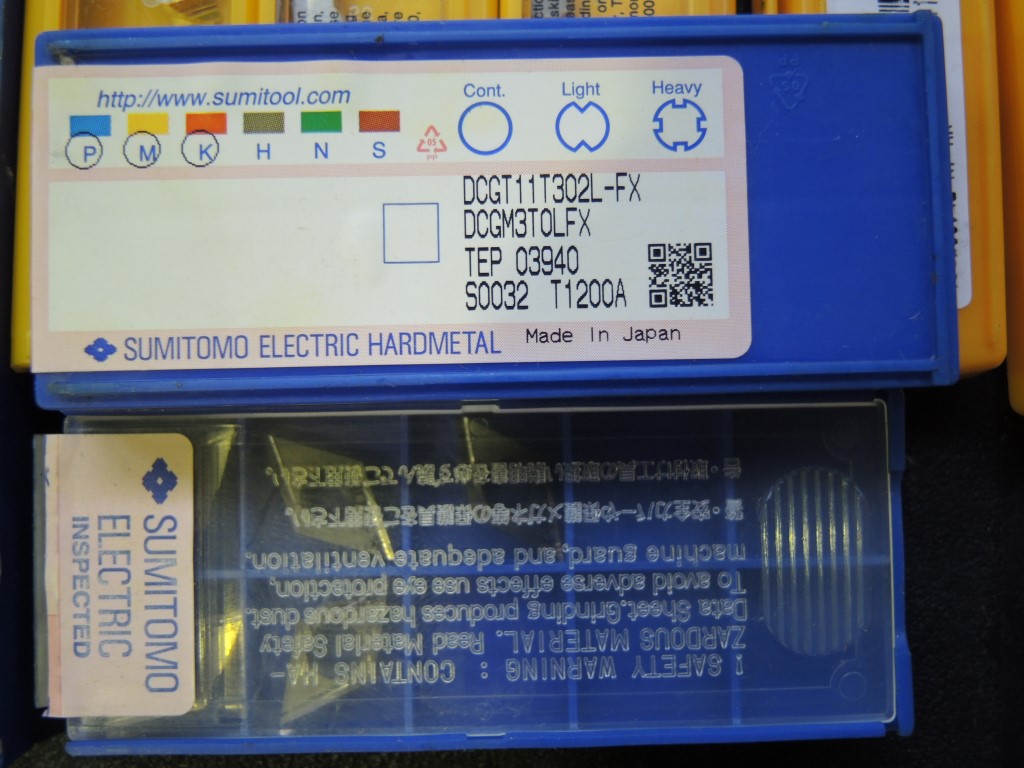 http://www.sumitool.com
Cont. Light Heavy
P M K H N S
05
PP
DCGT11T302L-FX
DCGM3T0LFX
TEP 03940
S0032 T1200A
SUMITOMO ELECTRIC HARDMETAL Made In Japan
SUMITOMO
ELECTRIC
INSPECTED
! SAFETY WARNING : CONTAINS HA-
ZARDOUS MATERIAL. Read Material Safety
Data Sheet.Grinding produces hazardous dust.
To avoid adverse effects use eye protection,
machine guard,and adequate ventilation.